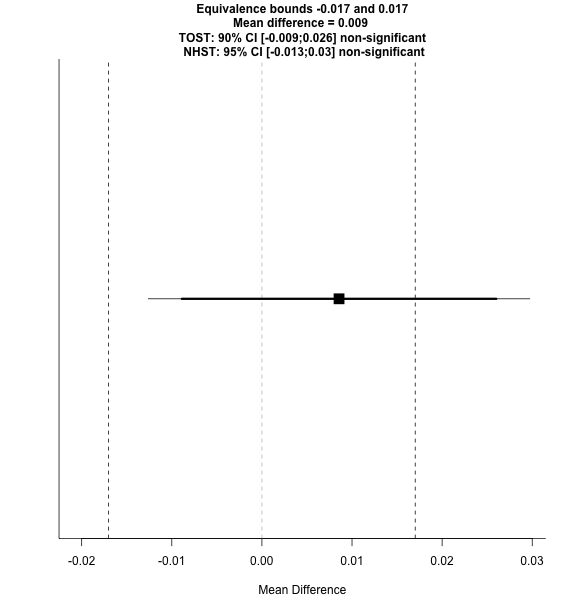 Equivalence bounds -0.017 and 0.017
Mean difference = 0.009
TOST: 90% CI [-0.009;0.026] non-significant
NHST: 95% CI [-0.013;0.03] non-significant
-0.02 -0.01 0.00 0.01 0.02 0.03
Mean Difference